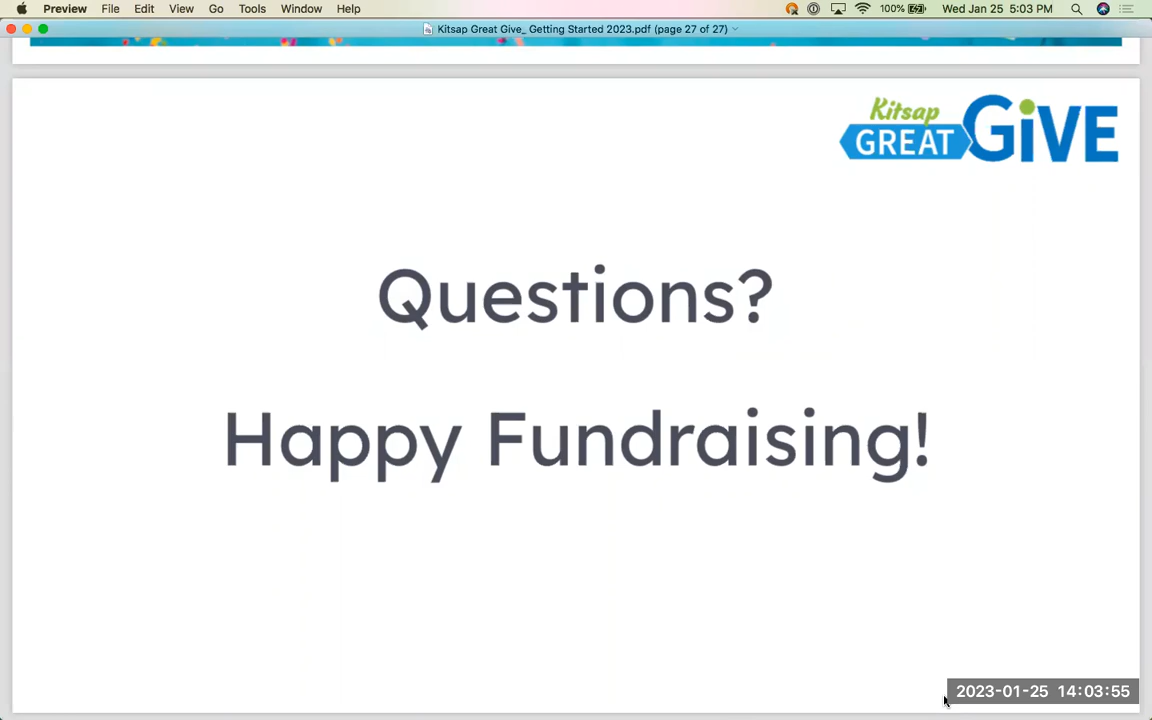 Preview File Edit View Go Tools Window Help 100% Wed Jan 25 5:03 PM
Kitsap Great Give_ Getting Started 2023.pdf (page 27 of 27)
Kitsap
GREAT GiVE
Questions?
Happy Fundraising!
2023-01-25 14:03:55